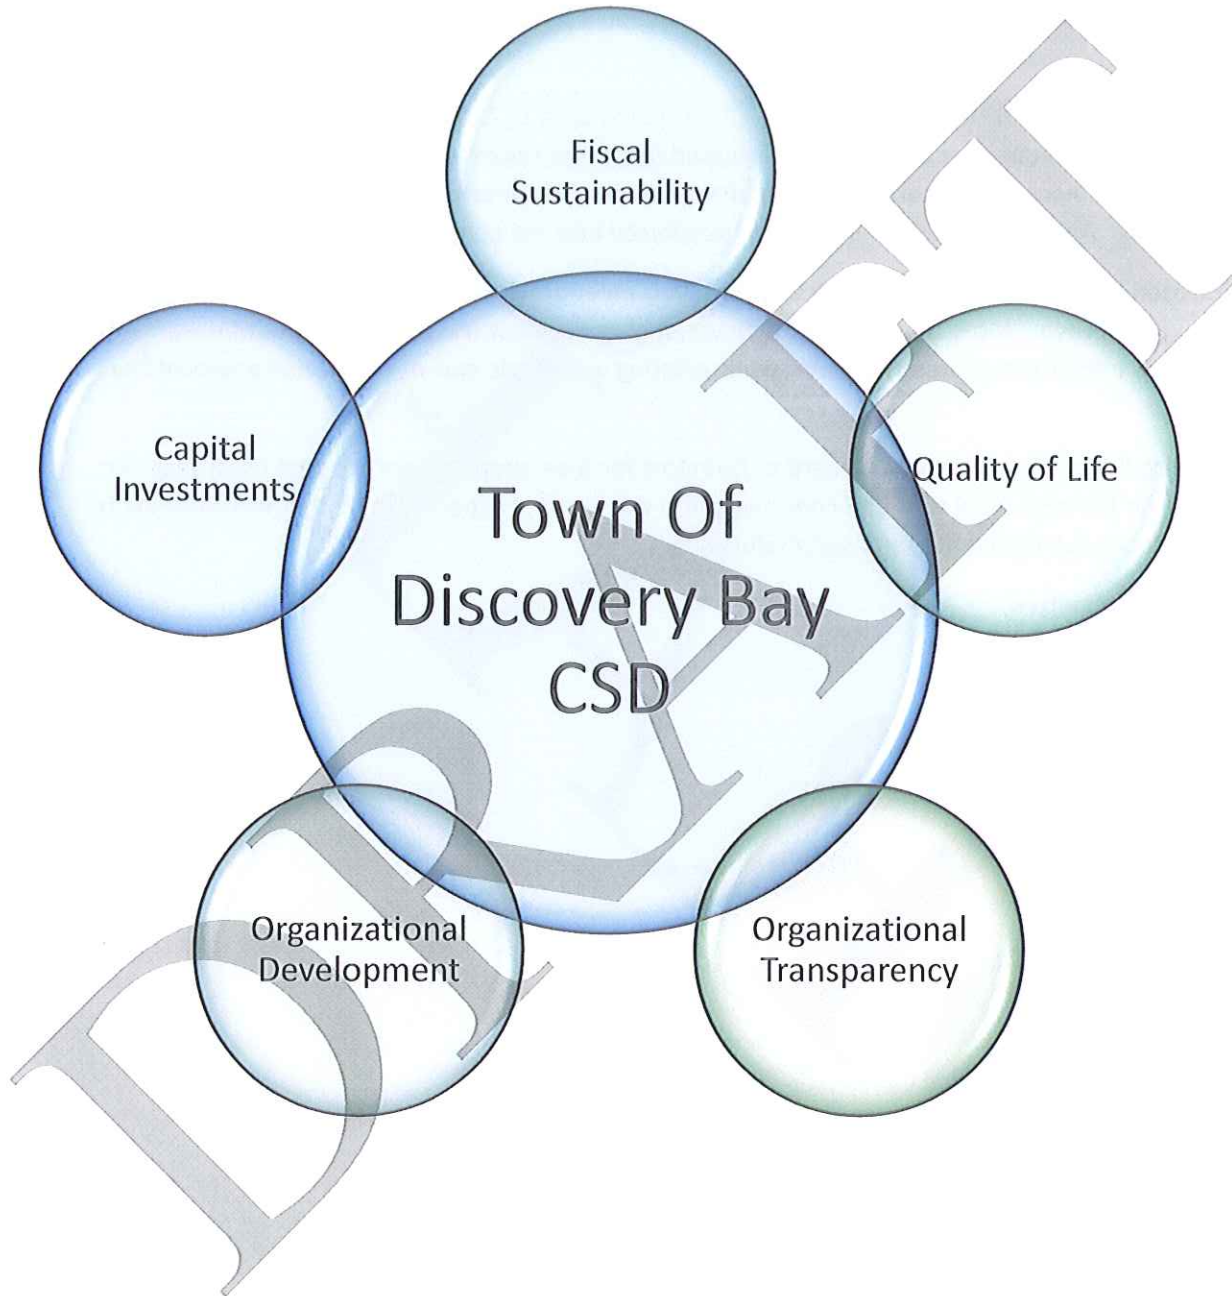 Fiscal
Sustainability
Capital
Investments
Quality of Life
Town Of
Discovery Bay
CSD
Organizational
Development
Organizational
Transparency
DRAFT